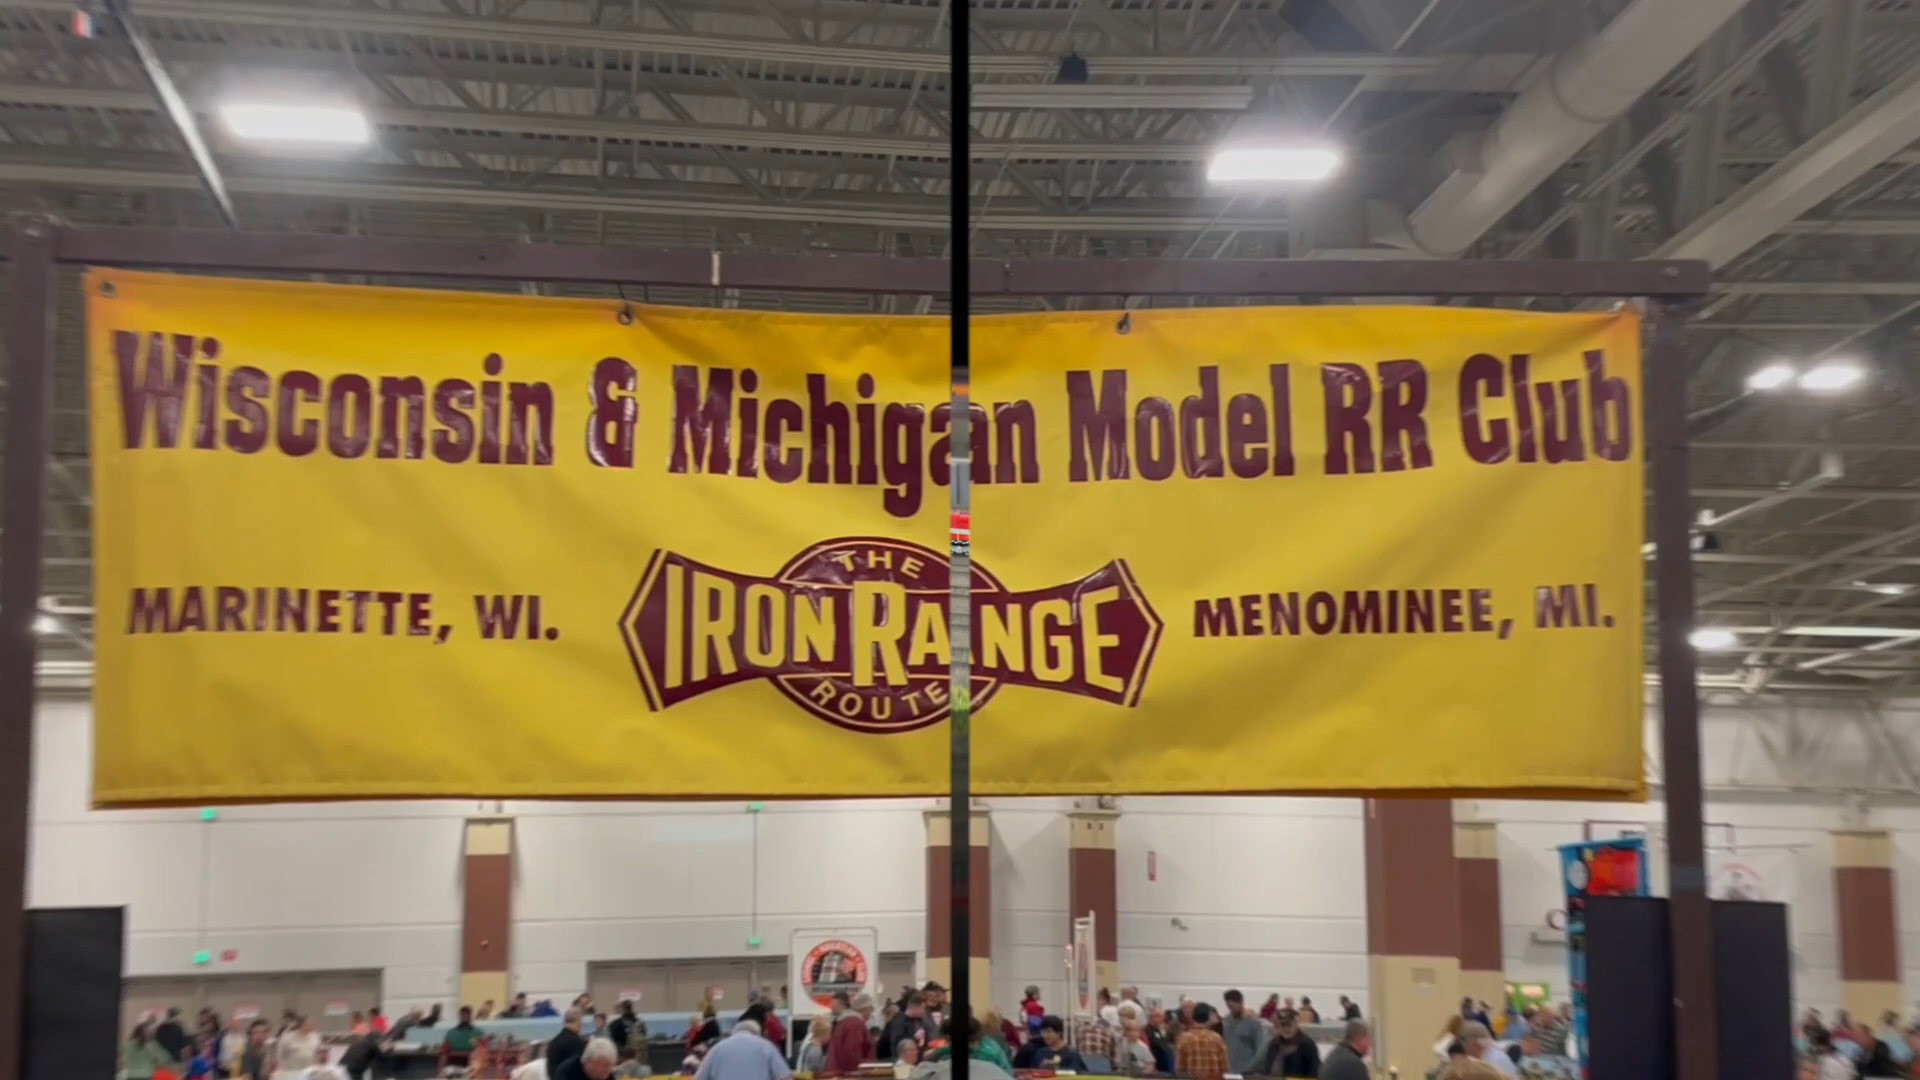 Wisconsin & Michigan Model RR Club
MARINETTE, WI.
THE
IRON RANGE
ROUTE
MENOMINEE, MI.